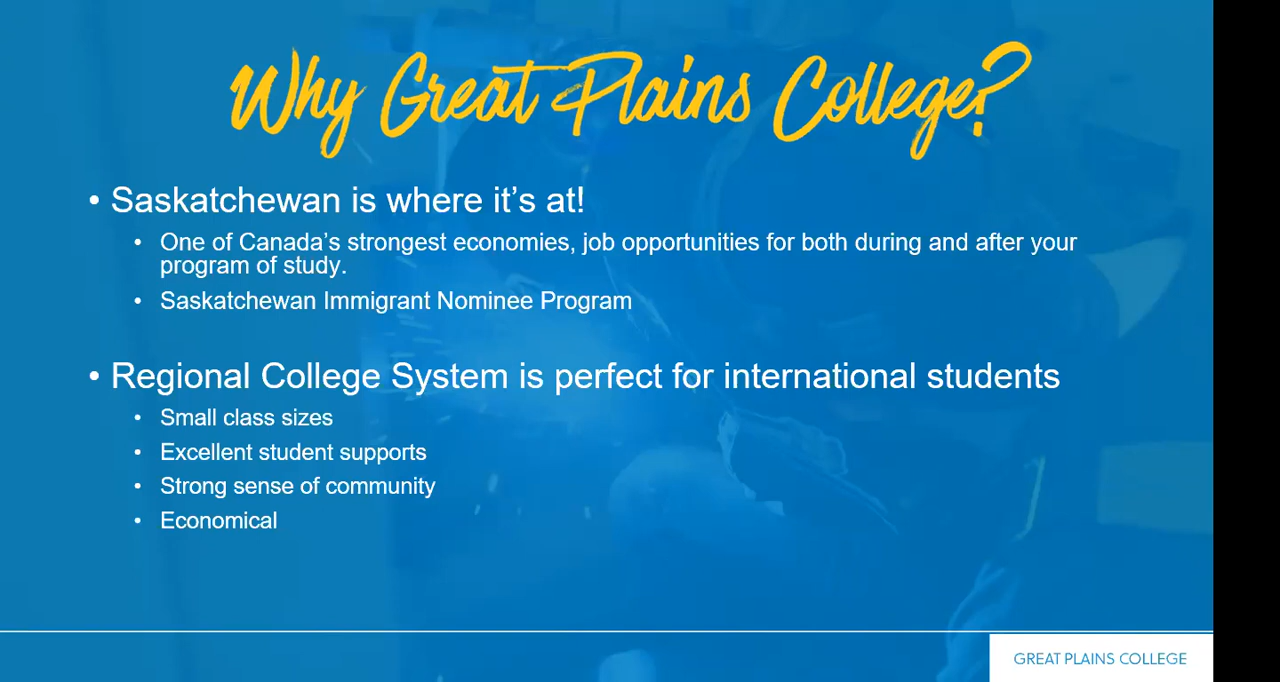 Why Great Plains College?
• Saskatchewan is where it's at!
• One of Canada's strongest economies, job opportunities for both during and after your
program of study.
• Saskatchewan Immigrant Nominee Program
• Regional College System is perfect for international students
• Small class sizes
• Excellent student supports
• Strong sense of community
• Economical
GREAT PLAINS COLLEGE